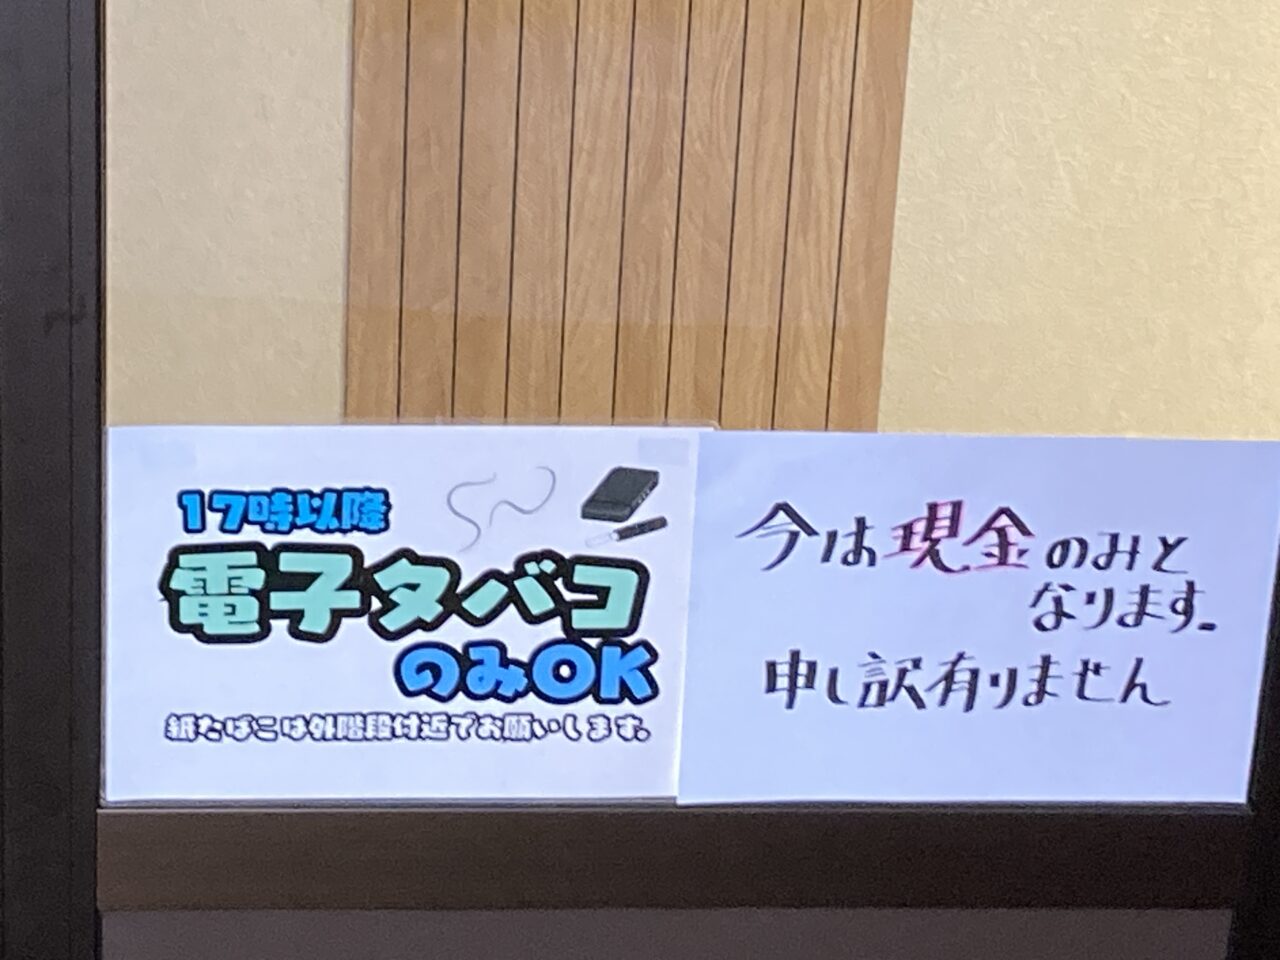 17時以降
電子タバコ
のみOK
紙たばこは外階段付近でお願いします。
今は現金のみと
なります。
申し訳有りません